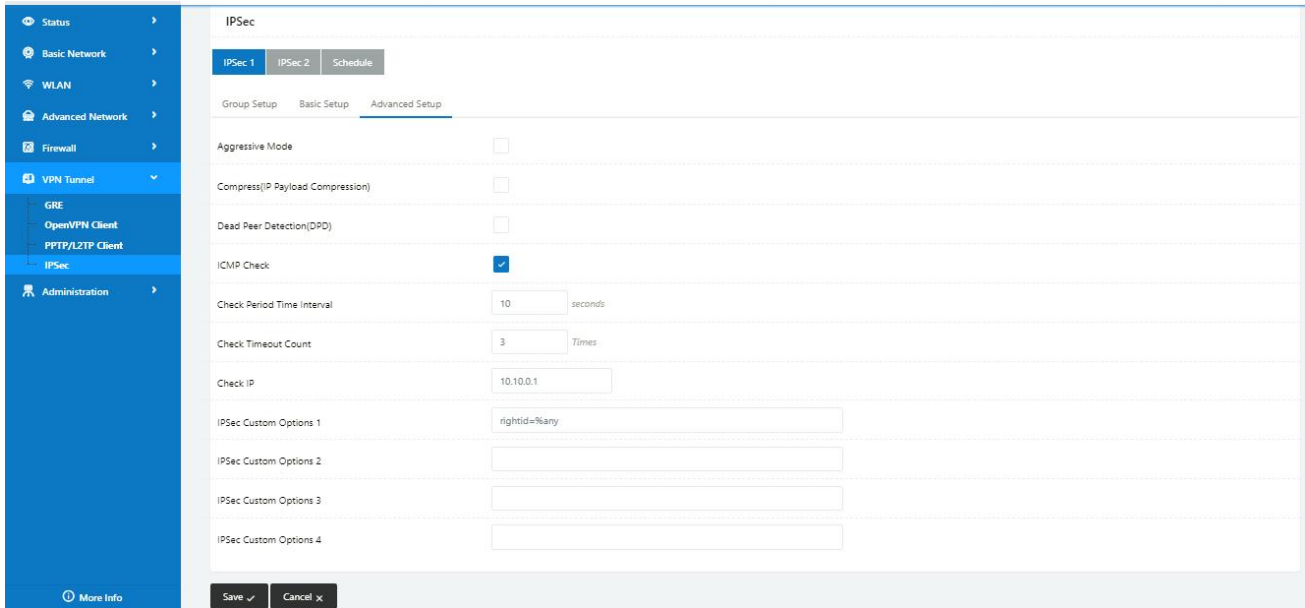 Status
Basic Network
WLAN
Advanced Network
Firewall
VPN Tunnel
GRE
OpenVPN Client
PPTP/L2TP Client
IPSec
Administration
More Info
IPSec
IPSec 1 IPSec 2 Schedule
Group Setup Basic Setup Advanced Setup
Aggressive Mode
Compress(IP Payload Compression)
Dead Peer Detection(DPD)
ICMP Check
Check Period Time Interval 10 seconds
Check Timeout Count 3 Times
Check IP 10.10.0.1
IPSec Custom Options 1 rightid=%any
IPSec Custom Options 2
IPSec Custom Options 3
IPSec Custom Options 4
Save Cancel